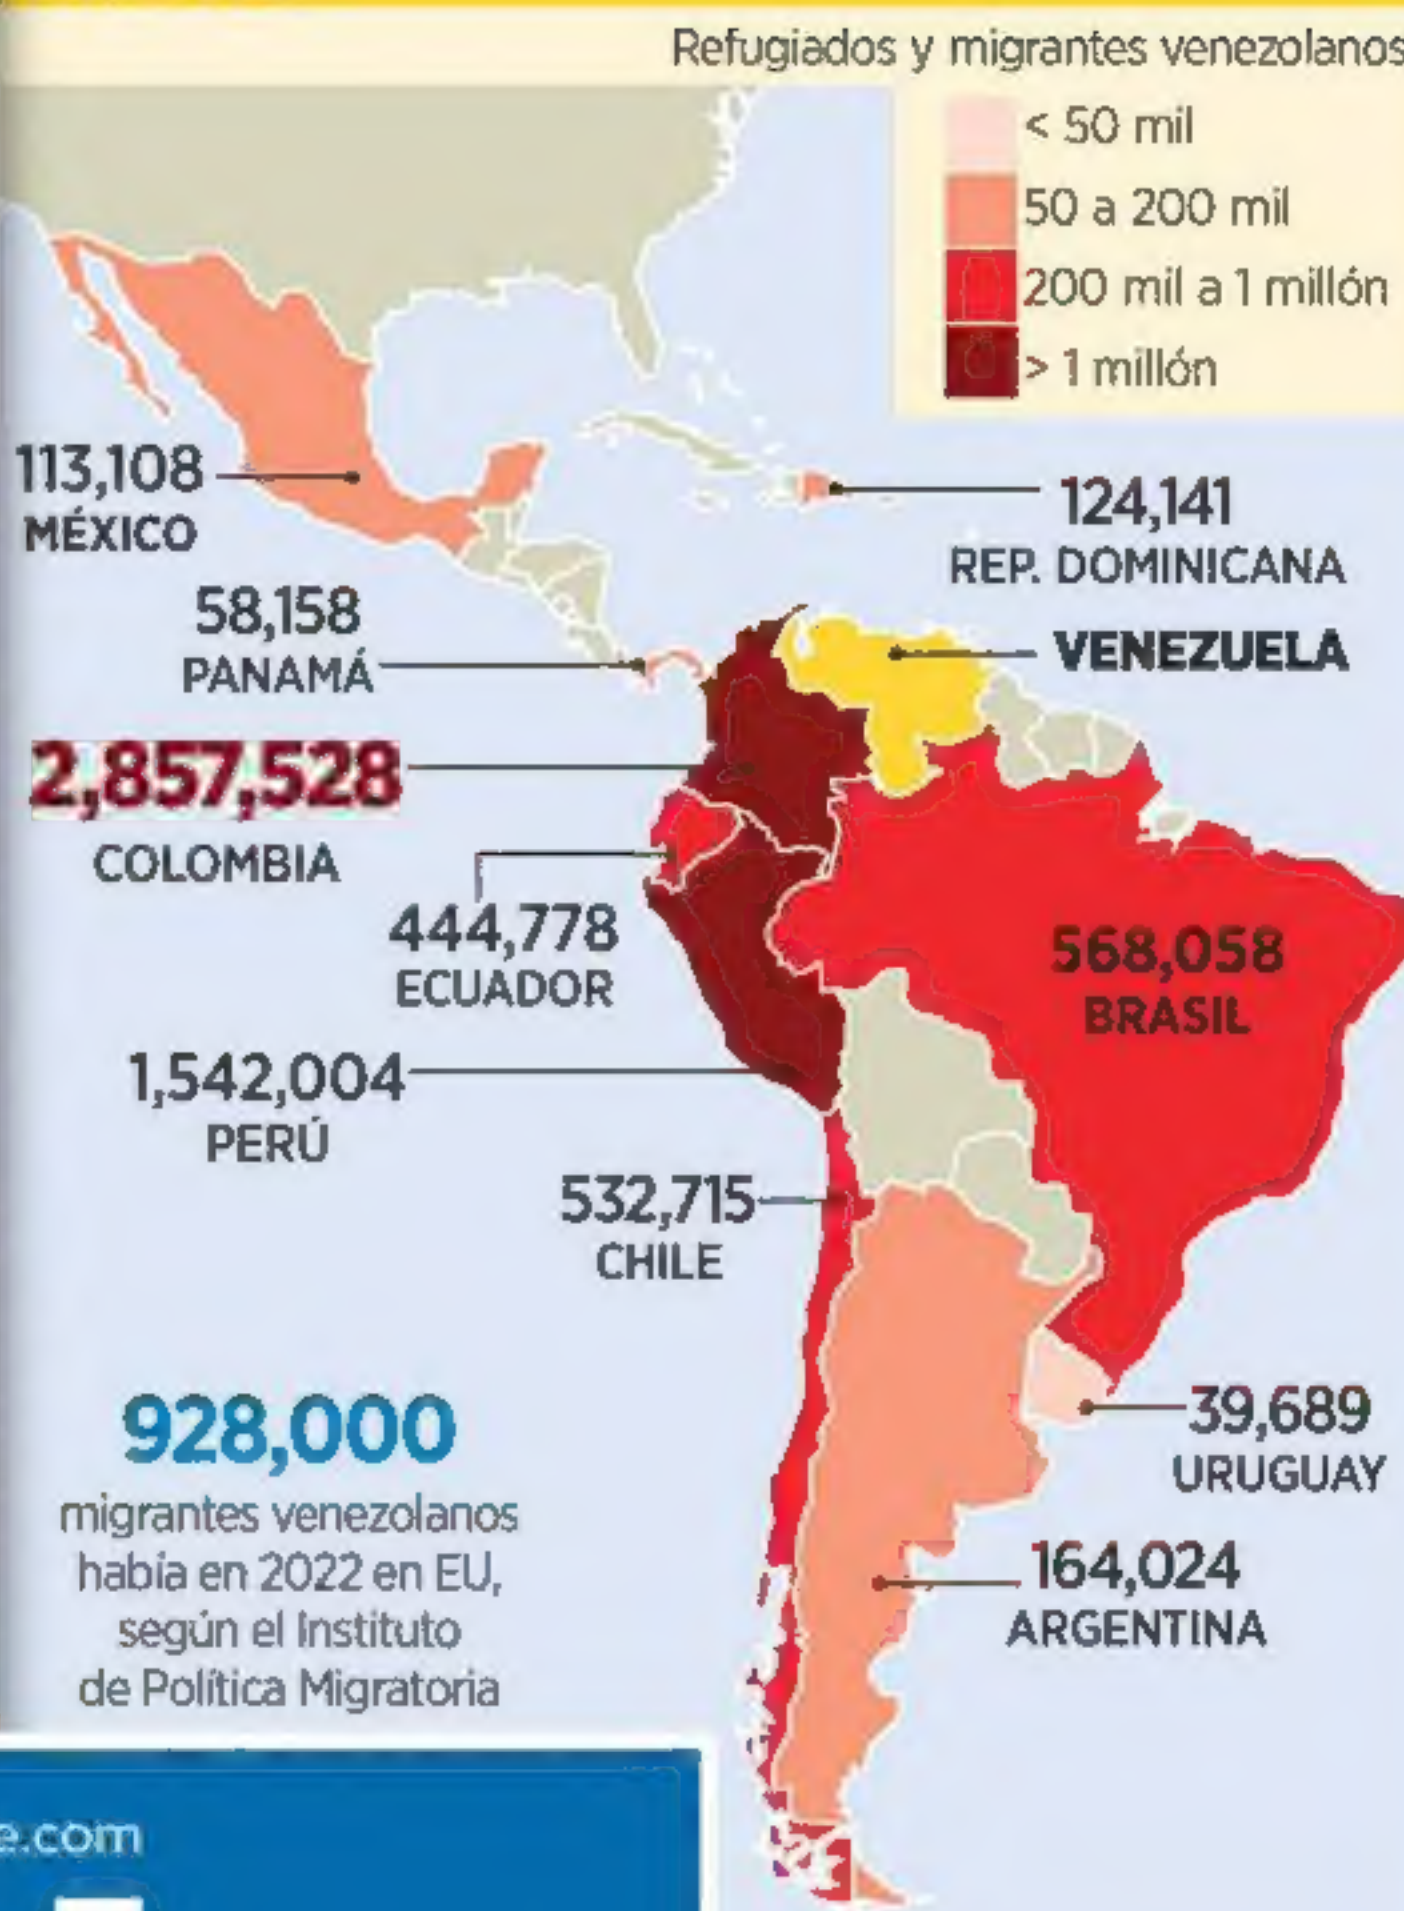 Refugiados y migrantes venezolanos
< 50 mil
50 a 200 mil
200 mil a 1 millón
> 1 millón
113,108
MÉXICO
124,141
REP. DOMINICANA
58,158
PANAMÁ
VENEZUELA
2,857,528
COLOMBIA
444,778
ECUADOR
568,058
BRASIL
1,542,004
PERÚ
532,715
CHILE
39,689
URUGUAY
164,024
ARGENTINA
928,000
migrantes venezolanos
había en 2022 en EU,
según el Instituto
de Política Migratoria
e.com